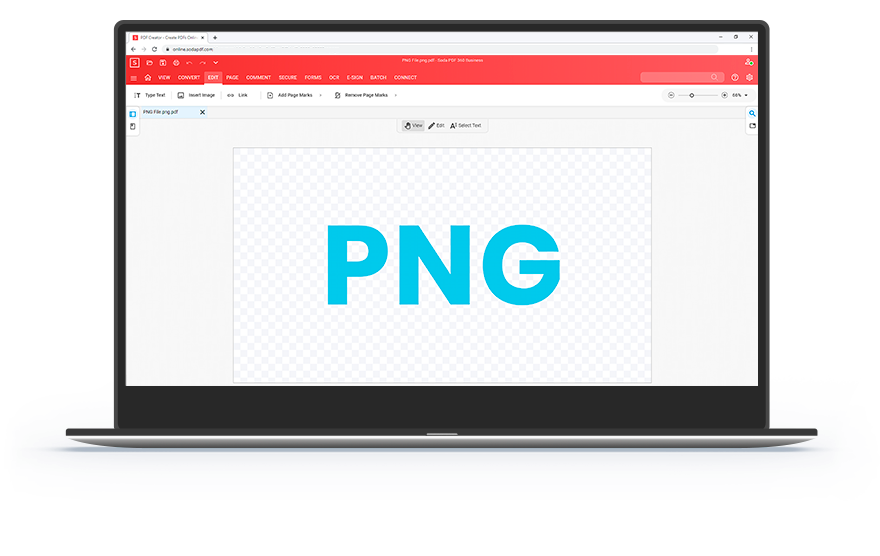 S PDF Creator - Create PDFs Onlin
online.sodapdf.com
PNG File png.pdf - Soda PDF 360 Business
S
VIEW CONVERT EDIT PAGE COMMENT SECURE FORMS OCR E-SIGN BATCH CONNECT
Type Text Insert Image Link Add Page Marks Remove Page Marks 66%
PNG File png.pdf
View Edit Select Text
PNG